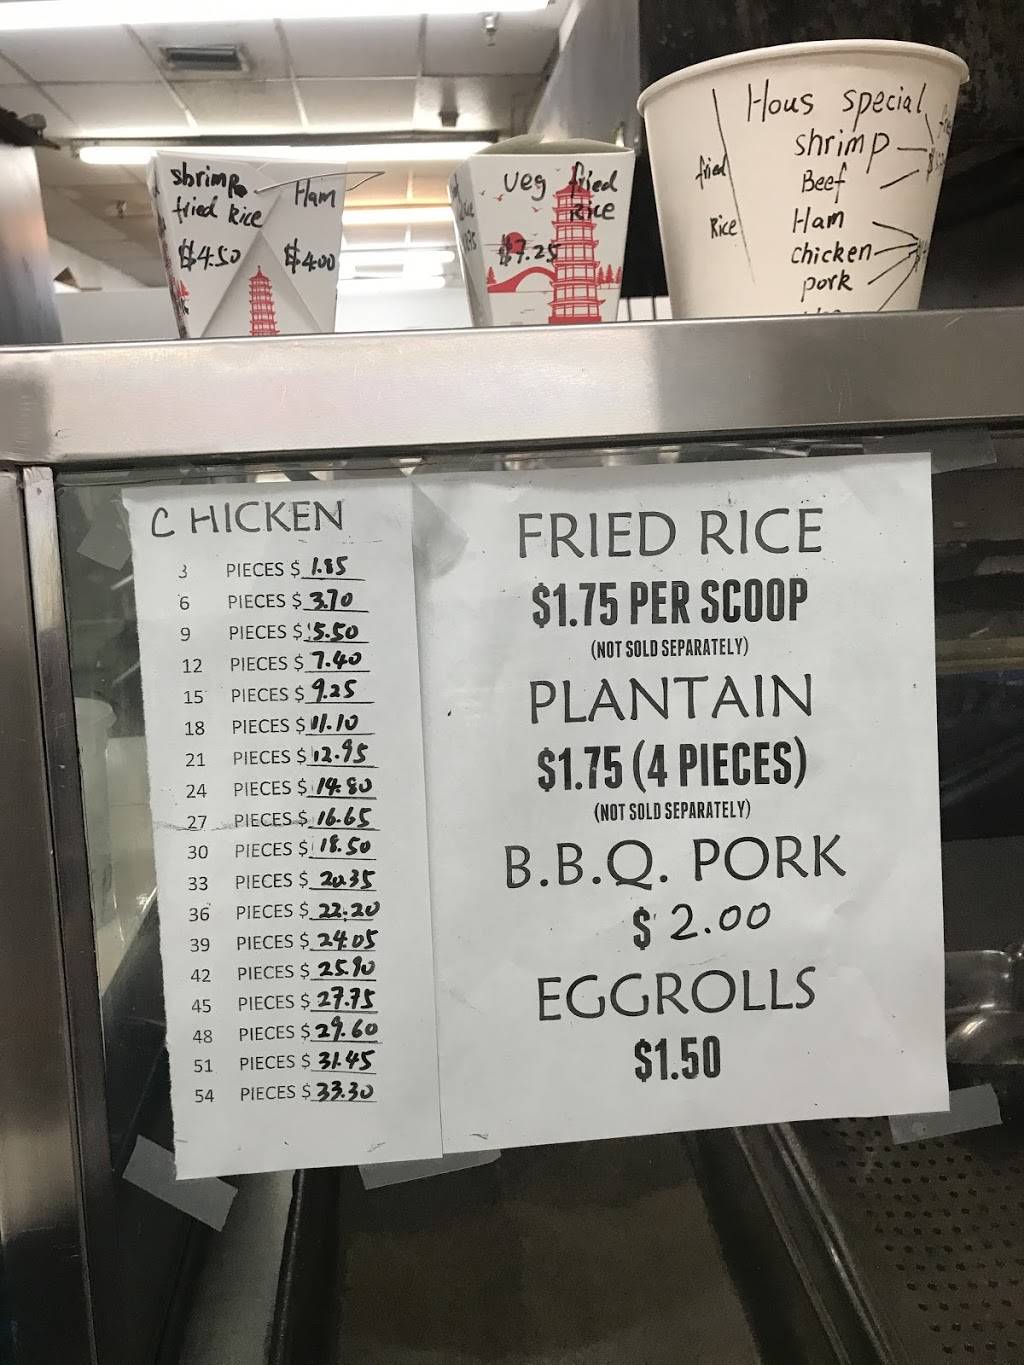 shrimp
fried Rice
$4.50
Ham
$4.00
veg fried
Rice
$7.25
fried
Rice
Hous special
shrimp
Beef
Ham
chicken
pork
CHICKEN
3 PIECES $ 1.85
6 PIECES $ 3.70
9 PIECES $ 5.50
12 PIECES $ 7.40
15 PIECES $ 9.25
18 PIECES $ 11.10
21 PIECES $ 12.95
24 PIECES $ 14.80
27 PIECES $ 16.65
30 PIECES $ 18.50
33 PIECES $ 20.35
36 PIECES $ 22.20
39 PIECES $ 24.05
42 PIECES $ 25.90
45 PIECES $ 27.75
48 PIECES $ 29.60
51 PIECES $ 31.45
54 PIECES $ 33.30
FRIED RICE
$1.75 PER SCOOP
(NOT SOLD SEPARATELY)
PLANTAIN
$1.75 (4 PIECES)
(NOT SOLD SEPARATELY)
B.B.Q. PORK
$ 2.00
EGGROLLS
$1.50